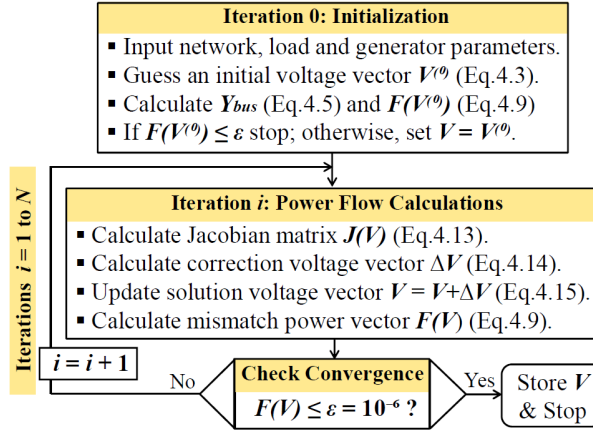 Iteration 0: Initialization
▪ Input network, load and generator parameters.
▪ Guess an initial voltage vector V⁽⁰⁾ (Eq.4.3).
▪ Calculate Y_bus (Eq.4.5) and F(V⁽⁰⁾) (Eq.4.9)
▪ If F(V⁽⁰⁾) ≤ ε stop; otherwise, set V = V⁽⁰⁾.
Iterations i = 1 to N
Iteration i: Power Flow Calculations
▪ Calculate Jacobian matrix J(V) (Eq.4.13).
▪ Calculate correction voltage vector ΔV (Eq.4.14).
▪ Update solution voltage vector V = V+ΔV (Eq.4.15).
▪ Calculate mismatch power vector F(V) (Eq.4.9).
i = i + 1
No
Check Convergence
F(V) ≤ ε = 10⁻⁶ ?
Yes
Store V
& Stop